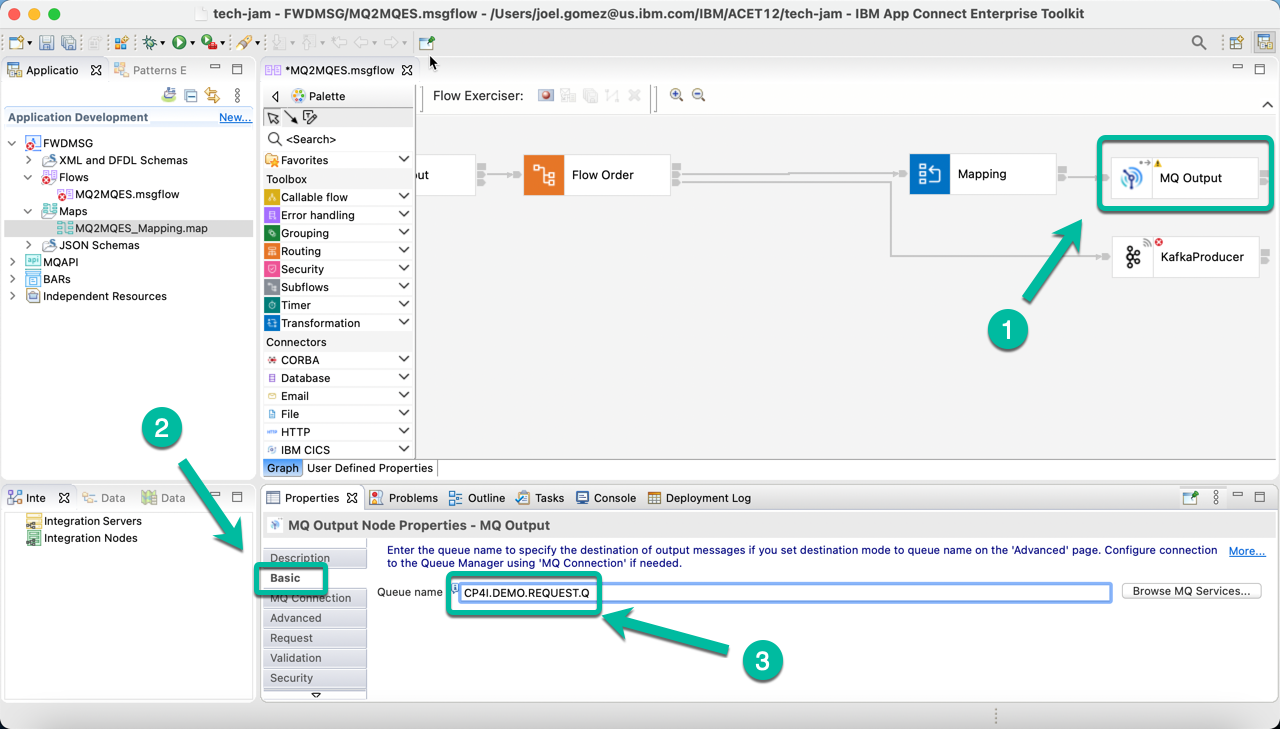 tech-jam - FWDMSG/MQ2MQES.msgflow - /Users/joel.gomez@us.ibm.com/IBM/ACET12/tech-jam - IBM App Connect Enterprise Toolkit
Applicatio
Patterns E
Application Development
New...
FWDMSG
XML and DFDL Schemas
Flows
MQ2MQES.msgflow
Maps
MQ2MQES_Mapping.map
JSON Schemas
MQAPI
BARs
Independent Resources
*MQ2MQES.msgflow
Palette
<Search>
Favorites
Toolbox
Callable flow
Error handling
Grouping
Routing
Security
Subflows
Timer
Transformation
Connectors
CORBA
Database
Email
File
HTTP
IBM CICS
Flow Exerciser:
ut
Flow Order
Mapping
MQ Output
KafkaProducer
1
2
Graph
User Defined Properties
Inte
Data
Data
Integration Servers
Integration Nodes
Properties
Problems
Outline
Tasks
Console
Deployment Log
MQ Output Node Properties - MQ Output
Description
Basic
MQ Connection
Advanced
Request
Validation
Security
Enter the queue name to specify the destination of output messages if you set destination mode to queue name on the 'Advanced' page. Configure connection
to the Queue Manager using 'MQ Connection' if needed.
More...
Queue name
CP4I.DEMO.REQUEST.Q
Browse MQ Services...
3